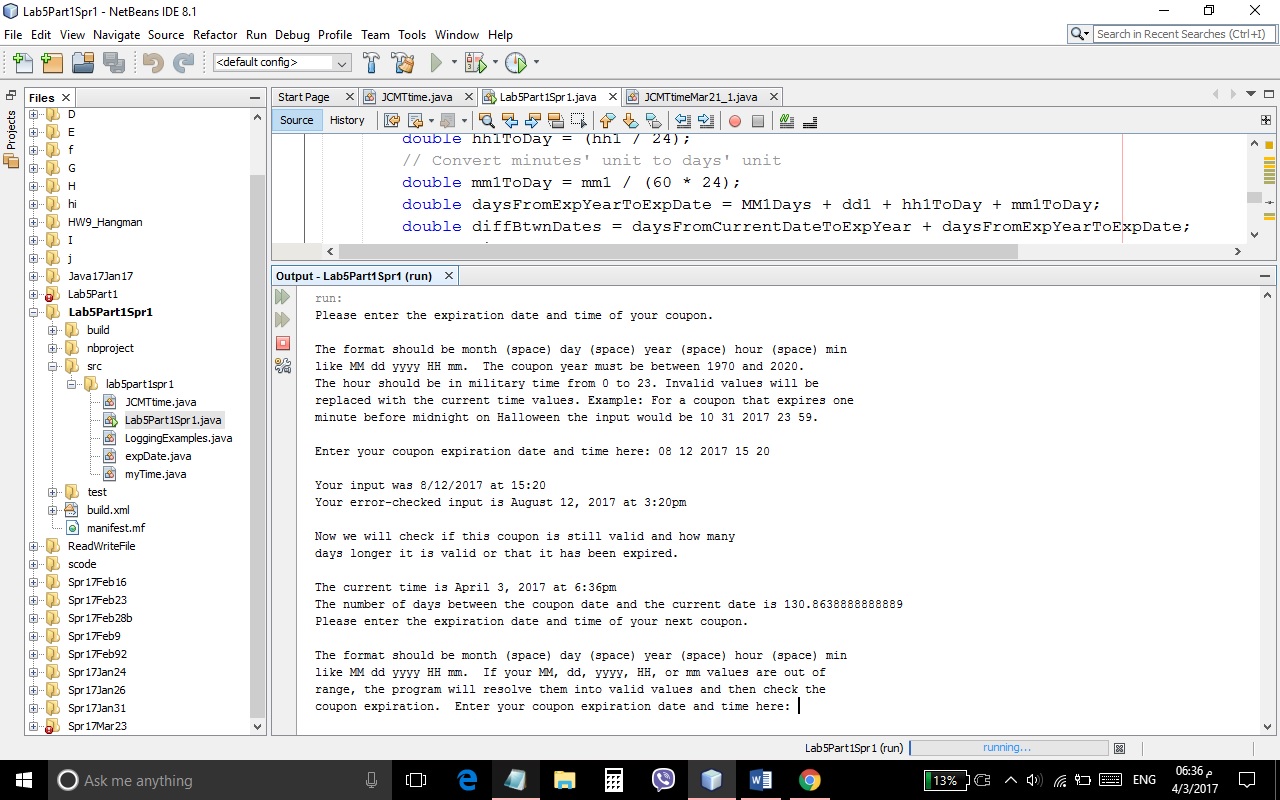 Lab5Part1Spr1 - NetBeans IDE 8.1
File Edit View Navigate Source Refactor Run Debug Profile Team Tools Window Help
Search in Recent Searches (Ctrl+I)
<default config>
Projects
Files
D
E
f
G
H
hi
HW9_Hangman
I
j
Java17Jan17
Lab5Part1
Lab5Part1Spr1
build
nbproject
src
lab5part1spr1
JCMTtime.java
Lab5Part1Spr1.java
LoggingExamples.java
expDate.java
myTime.java
test
build.xml
manifest.mf
ReadWriteFile
scode
Spr17Feb16
Spr17Feb23
Spr17Feb28b
Spr17Feb9
Spr17Feb92
Spr17Jan24
Spr17Jan26
Spr17Jan31
Spr17Mar23
Start Page JCMTtime.java Lab5Part1Spr1.java JCMTtimeMar21_1.java
Source History
double hh1ToDay = (hh1 / 24);
// Convert minutes' unit to days' unit
double mm1ToDay = mm1 / (60 * 24);
double daysFromExpYearToExpDate = MM1Days + dd1 + hh1ToDay + mm1ToDay;
double diffBtwnDates = daysFromCurrentDateToExpYear + daysFromExpYearToExpDate;
Output - Lab5Part1Spr1 (run)
run:
Please enter the expiration date and time of your coupon.
The format should be month (space) day (space) year (space) hour (space) min
like MM dd yyyy HH mm.  The coupon year must be between 1970 and 2020.
The hour should be in military time from 0 to 23. Invalid values will be
replaced with the current time values. Example: For a coupon that expires one
minute before midnight on Halloween the input would be 10 31 2017 23 59.
Enter your coupon expiration date and time here: 08 12 2017 15 20
Your input was 8/12/2017 at 15:20
Your error-checked input is August 12, 2017 at 3:20pm
Now we will check if this coupon is still valid and how many
days longer it is valid or that it has been expired.
The current time is April 3, 2017 at 6:36pm
The number of days between the coupon date and the current date is 130.8638888888889
Please enter the expiration date and time of your next coupon.
The format should be month (space) day (space) year (space) hour (space) min
like MM dd yyyy HH mm.  If your MM, dd, yyyy, HH, or mm values are out of
range, the program will resolve them into valid values and then check the
coupon expiration.  Enter your coupon expiration date and time here:
Lab5Part1Spr1 (run) running...
Ask me anything
13%
ENG
06:36 م
4/3/2017